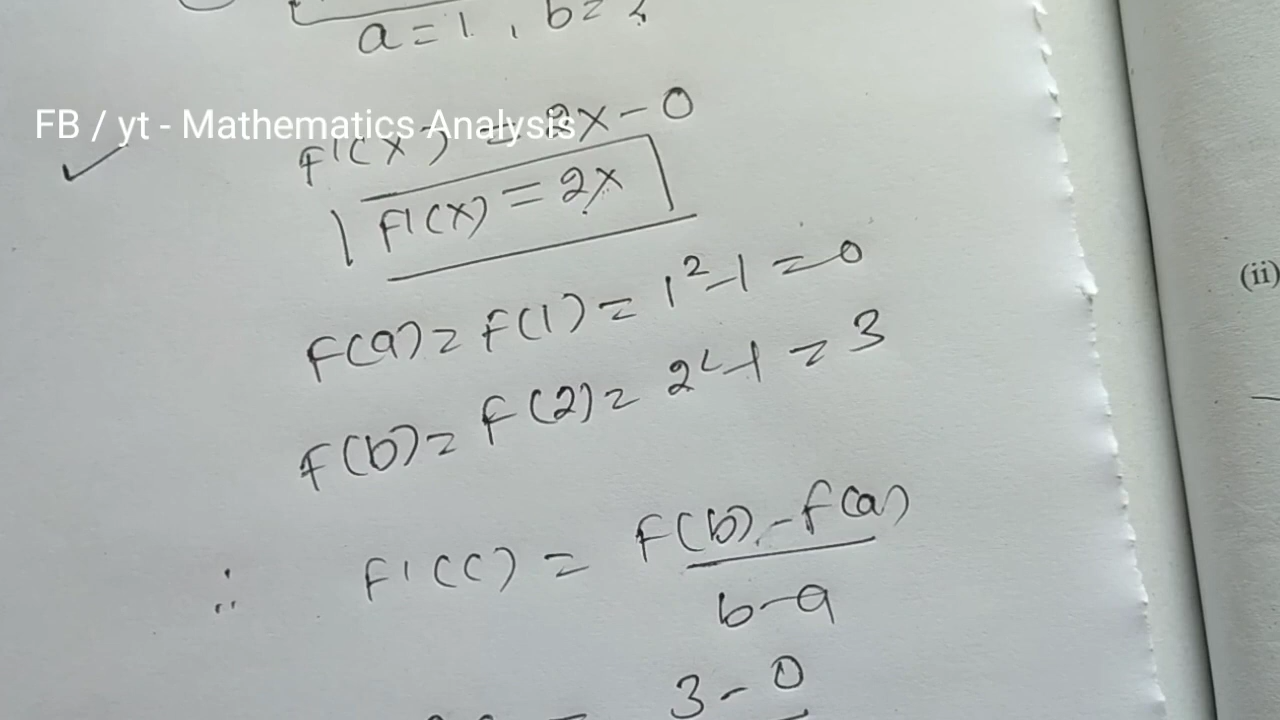 a = 1, b = 2
FB / yt - Mathematics Analysis
F'(x) = 2x - 0
F'(x) = 2x
F(a) = F(1) = 1² - 1 = 0
F(b) = F(2) = 2² - 1 = 3
∴ F'(c) = F(b) - f(a)
b - a
3 - 0
(ii)